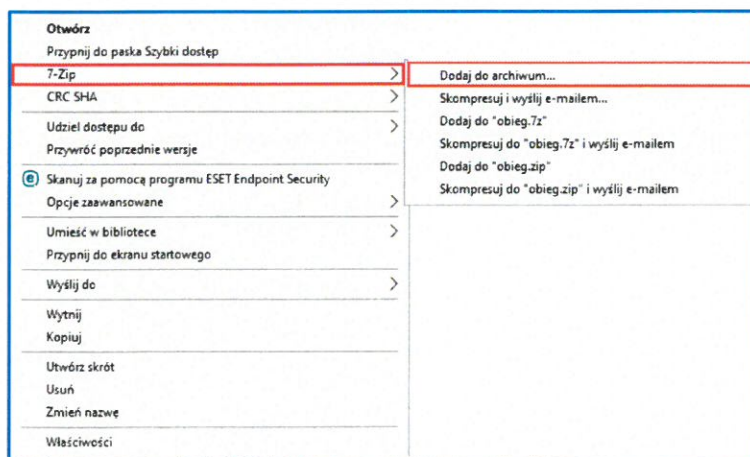 Otwórz
Przypnij do paska Szybki dostęp
7-Zip
CRC SHA
Udziel dostępu do
Przywróć poprzednie wersje
Skanuj za pomocą programu ESET Endpoint Security
Opcje zaawansowane
Umieść w bibliotece
Przypnij do ekranu startowego
Wyślij do
Wytnij
Kopiuj
Utwórz skrót
Usuń
Zmień nazwę
Właściwości
Dodaj do archiwum...
Skompresuj i wyślij e-mailem...
Dodaj do "obieg.7z"
Skompresuj do "obieg.7z" i wyślij e-mailem
Dodaj do "obieg.zip"
Skompresuj do "obieg.zip" i wyślij e-mailem